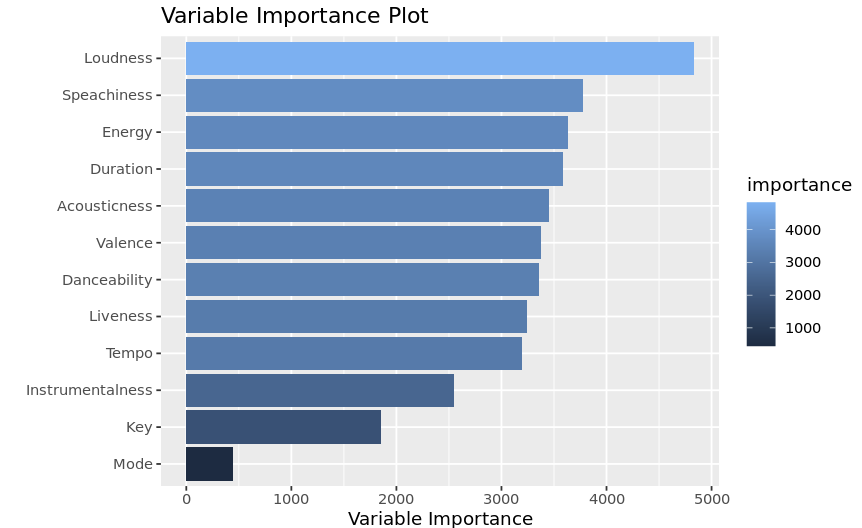 Variable Importance Plot
Loudness
Speachiness
Energy
Duration
Acousticness
Valence
Danceability
Liveness
Tempo
Instrumentalness
Key
Mode
0 1000 2000 3000 4000 5000
Variable Importance
importance
4000
3000
2000
1000